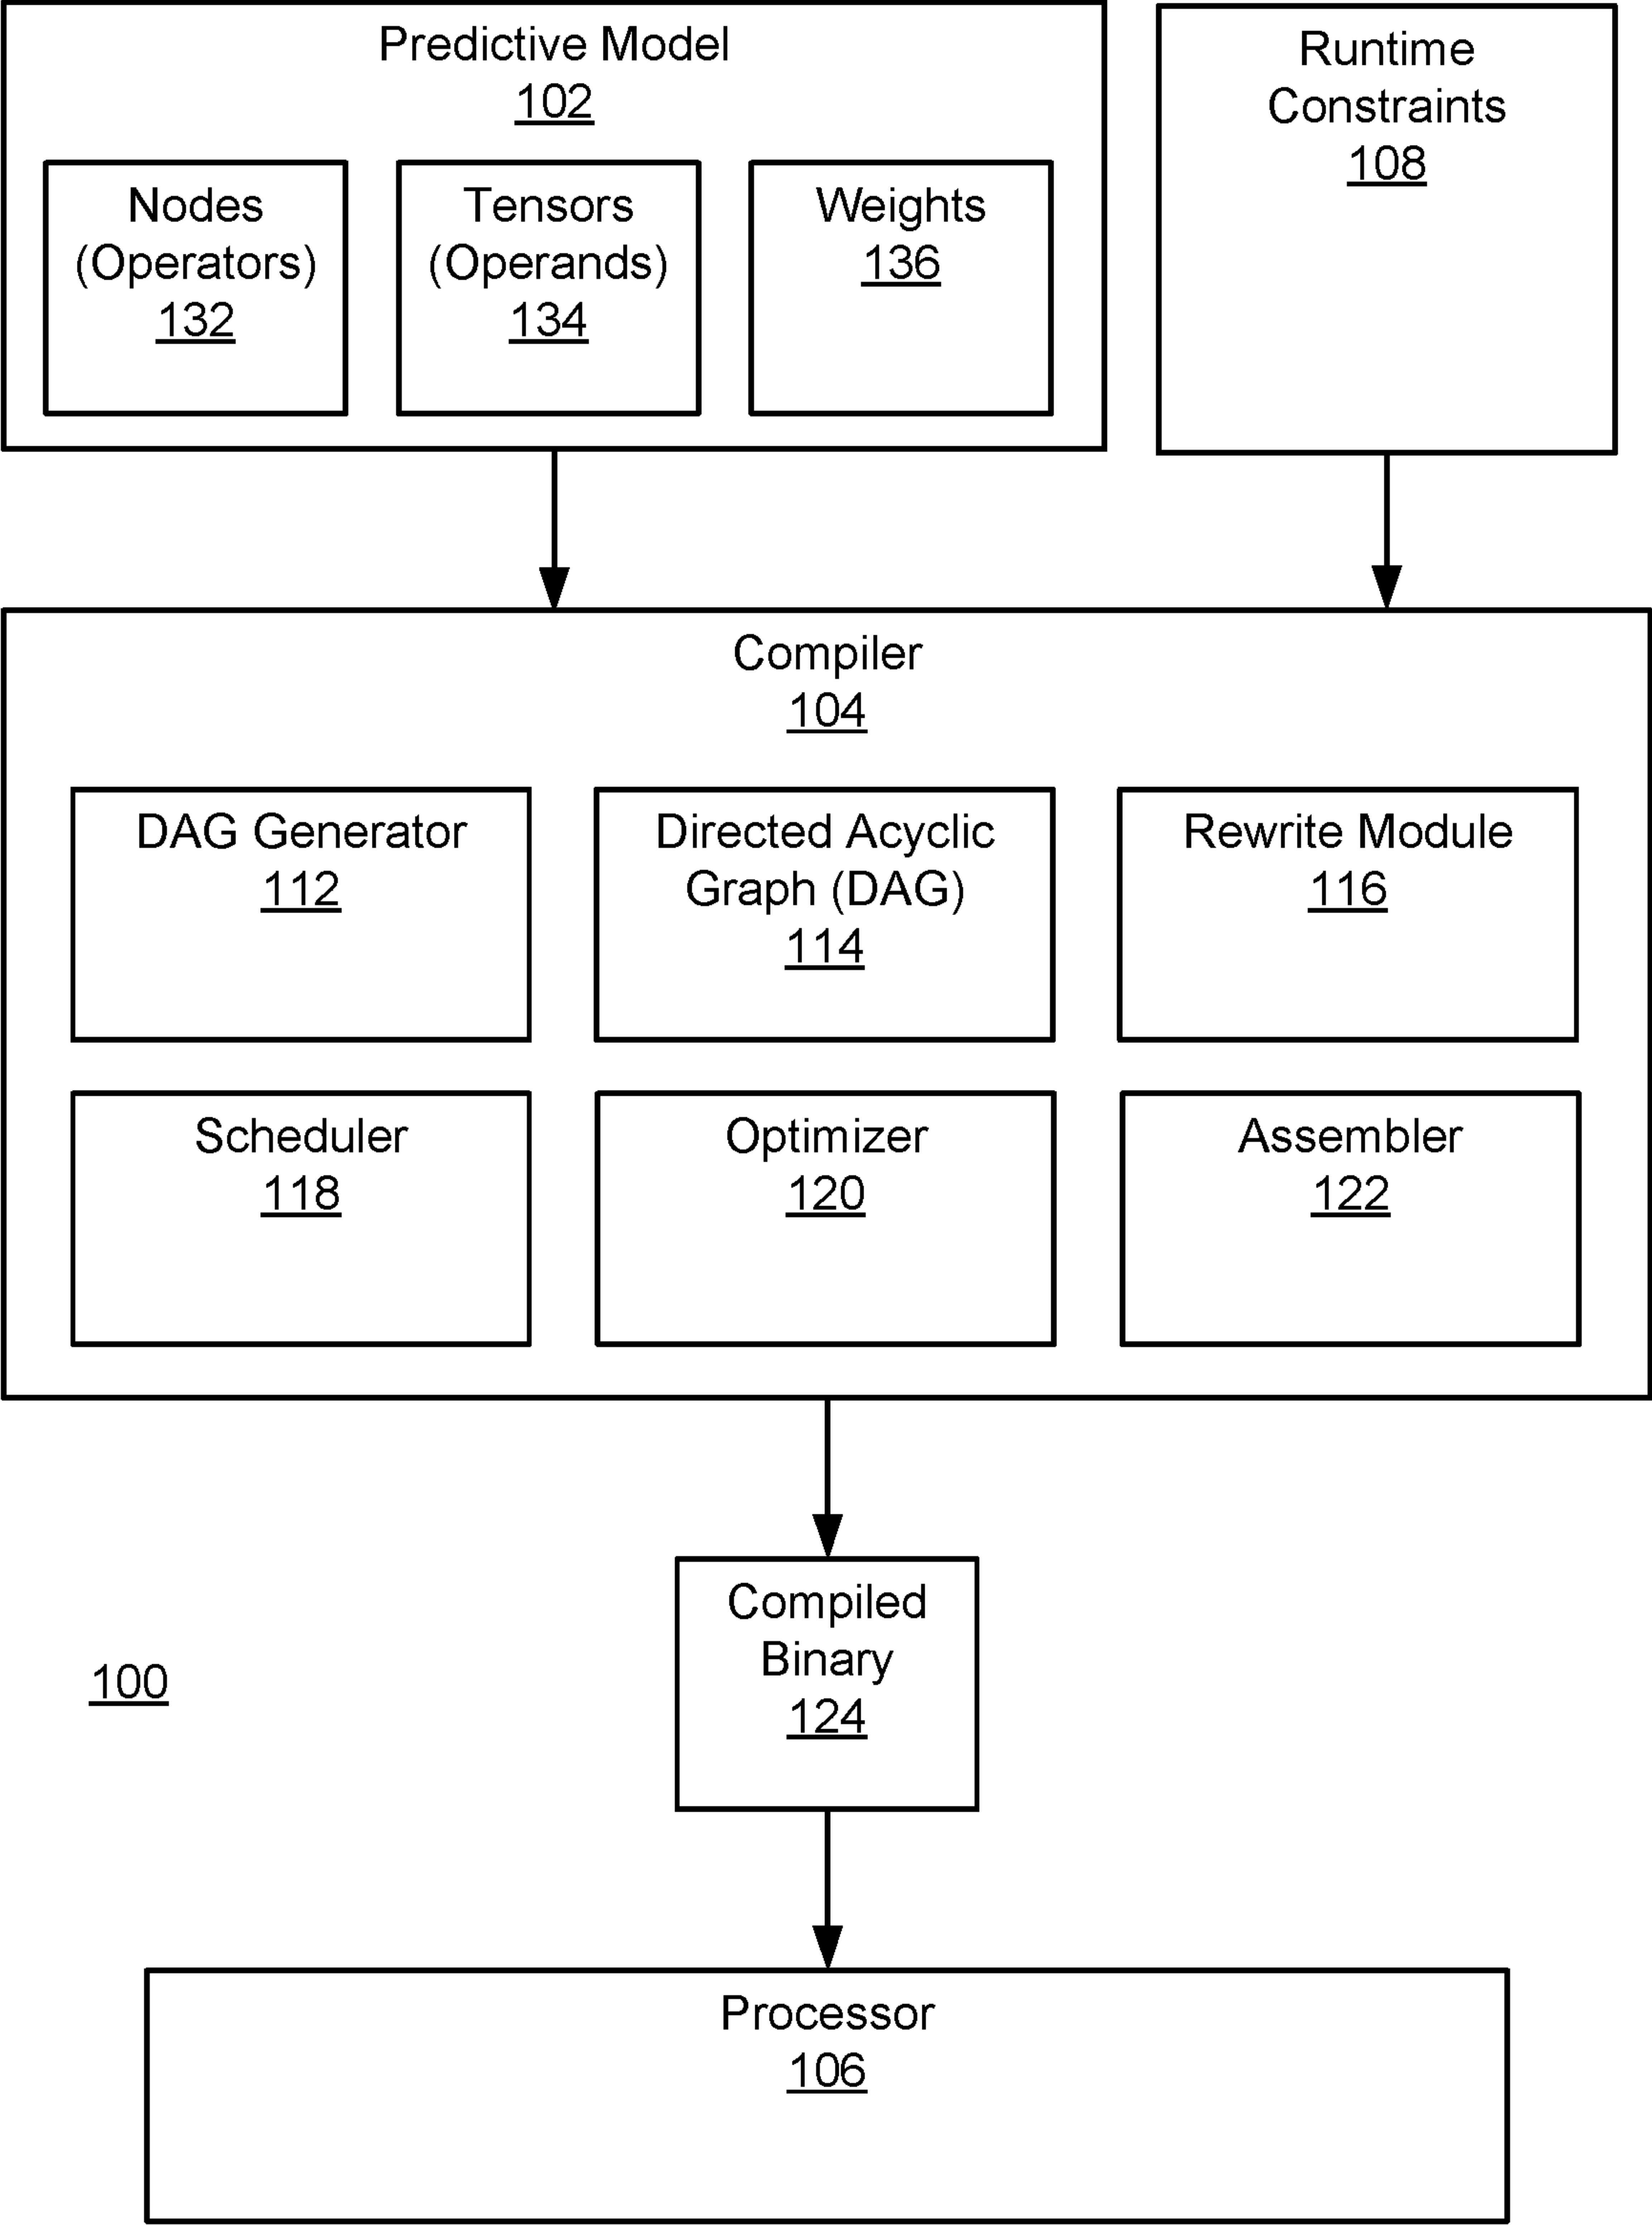 Predictive Model
102
Nodes
(Operators)
132
Tensors
(Operands)
134
Weights
136
Runtime
Constraints
108
Compiler
104
DAG Generator
112
Directed Acyclic
Graph (DAG)
114
Rewrite Module
116
Scheduler
118
Optimizer
120
Assembler
122
Compiled
Binary
124
100
Processor
106